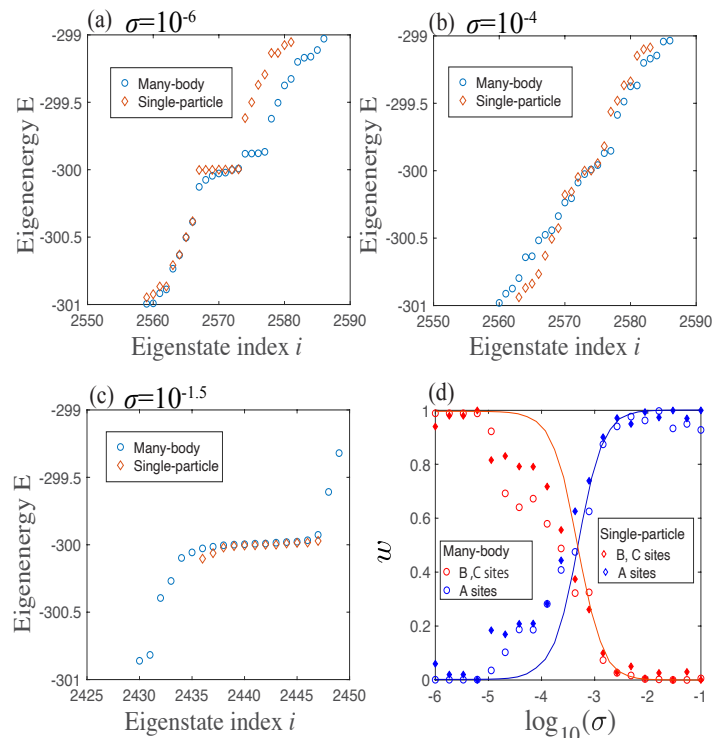 (a) σ=10⁻⁶
-299
-299.5
-300
-300.5
-301
2550 2560 2570 2580 2590
Eigenenergy E
Eigenstate index i
Many-body
Single-particle
(b) σ=10⁻⁴
-299
-299.5
-300
-300.5
-301
2550 2560 2570 2580 2590
Eigenenergy E
Eigenstate index i
Many-body
Single-particle
(c) σ=10⁻¹·⁵
-299
-299.5
-300
-300.5
-301
2425 2430 2435 2440 2445 2450
Eigenenergy E
Eigenstate index i
Many-body
Single-particle
(d)
1
0.8
0.6
0.4
0.2
0
-6 -5 -4 -3 -2 -1
w
log₁₀(σ)
Many-body
B,C sites
A sites
Single-particle
B, C sites
A sites